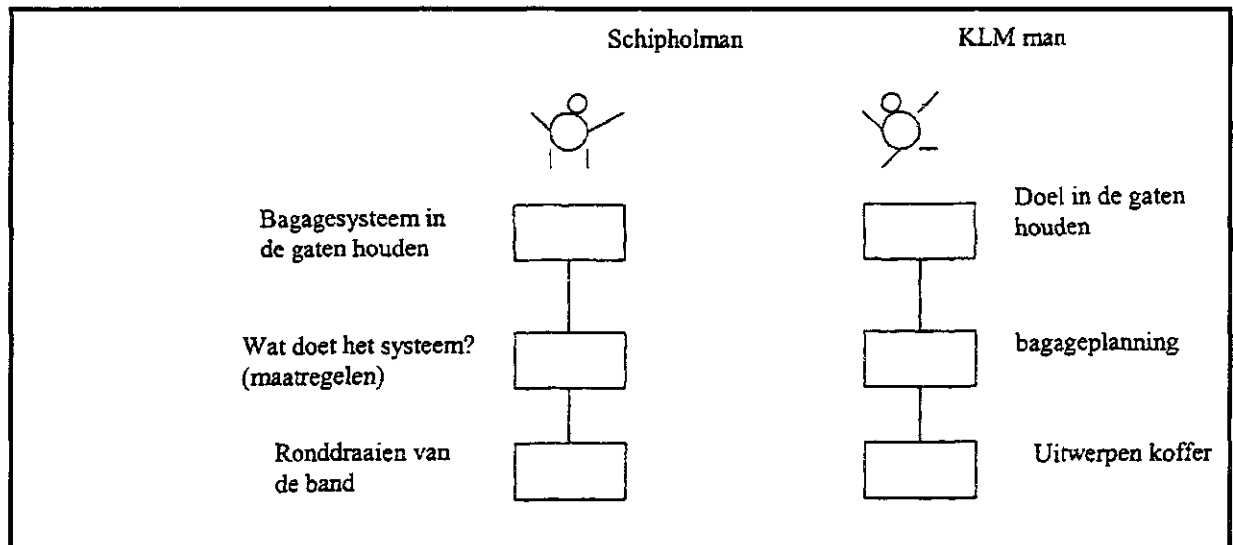 Schipholman
KLM man
Bagagesysteem in
de gaten houden
Doel in de gaten
houden
Wat doet het systeem?
(maatregelen)
bagageplanning
Ronddraaien van
de band
Uitwerpen koffer